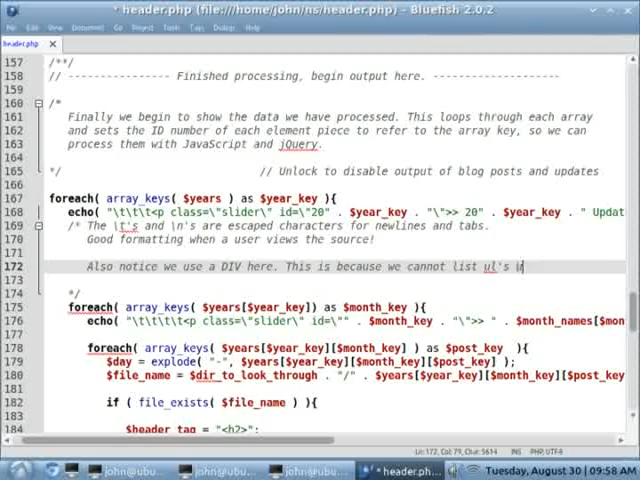 * header.php (file:///home/john/ns/header.php) - Bluefish 2.0.2
File Edit View Document Go Project Tools Tags Dialogs Help
header.php
157 /**/
158 // ---------------- Finished processing, begin output here. --------------------
159
160 /*
161 Finally we begin to show the data we have processed. This loops through each array
162 and sets the ID number of each element piece to refer to the array key, so we can
163 process them with JavaScript and jQuery.
164
165 */ // Unlock to disable output of blog posts and updates
166
167 foreach( array_keys( $years ) as $year_key ){
168 echo( "\t\t\t<p class=\"slider\" id=\"20" . $year_key . "\">> 20" . $year_key . " Updat
169 /* The \t's and \n's are escaped characters for newlines and tabs.
170 Good formatting when a user views the source!
171
172 Also notice we use a DIV here. This is because we cannot list ul's
173
174 */
175 foreach( array_keys( $years[$year_key]) as $month_key ){
176 echo( "\t\t\t\t\t<p class=\"slider\" id=\"" . $month_key . "\">> " . $month_names[$mon
177
178 foreach( array_keys( $years[$year_key][$month_key] ) as $post_key ){
179 $day = explode( "-", $years[$year_key][$month_key][$post_key] );
180 $file_name = $dir_to_look_through . "/" . $years[$year_key][$month_key][$post_key
181
182 if ( file_exists( $file_name ) ){
183
184 $header_tag = "<h2>";
Ln: 172, Col: 79, Char: 5614 INS PHP, UTF-8
john@ubu... john@ubu... john@ubu... * header.ph... Tuesday, August 30 | 09:58 AM